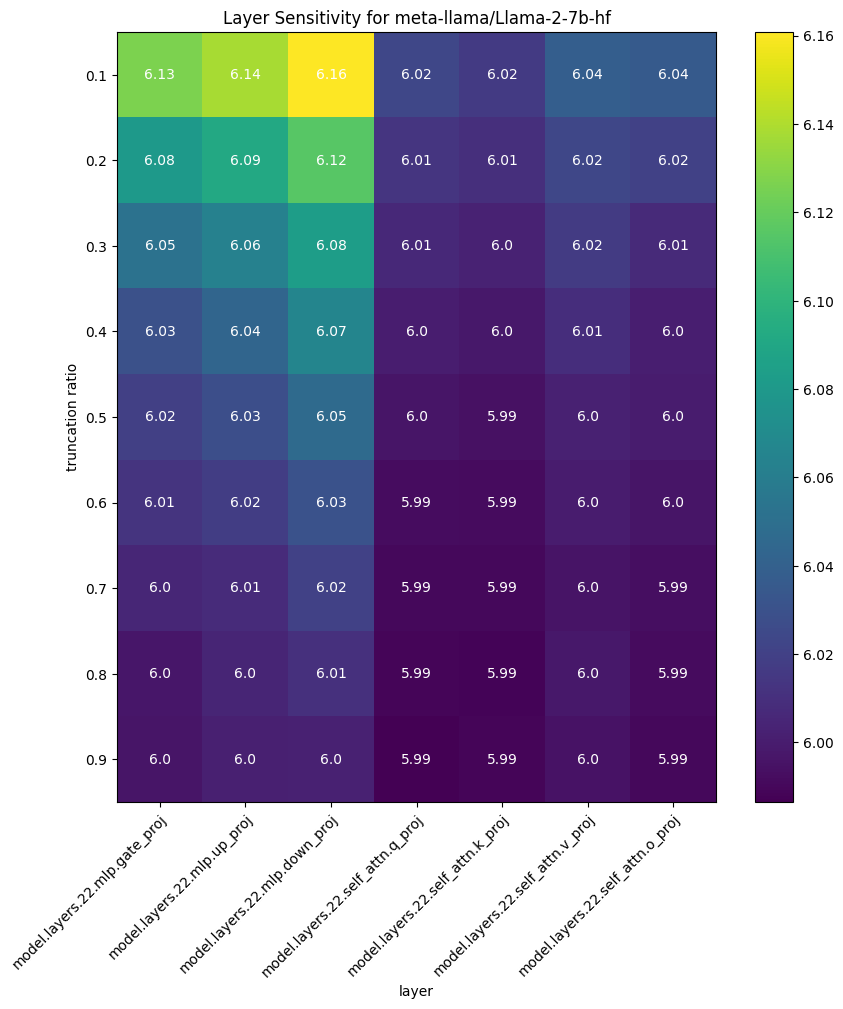 Layer Sensitivity for meta-llama/Llama-2-7b-hf
0.1 6.13 6.14 6.16 6.02 6.02 6.04 6.04
0.2 6.08 6.09 6.12 6.01 6.01 6.02 6.02
0.3 6.05 6.06 6.08 6.01 6.0 6.02 6.01
0.4 6.03 6.04 6.07 6.0 6.0 6.01 6.0
0.5 6.02 6.03 6.05 6.0 5.99 6.0 6.0
0.6 6.01 6.02 6.03 5.99 5.99 6.0 6.0
0.7 6.0 6.01 6.02 5.99 5.99 6.0 5.99
0.8 6.0 6.0 6.01 5.99 5.99 6.0 5.99
0.9 6.0 6.0 6.0 5.99 5.99 6.0 5.99
truncation ratio
model.layers.22.mlp.gate_proj
model.layers.22.mlp.up_proj
model.layers.22.mlp.down_proj
model.layers.22.self_attn.q_proj
model.layers.22.self_attn.k_proj
model.layers.22.self_attn.v_proj
model.layers.22.self_attn.o_proj
layer
6.16
6.14
6.12
6.10
6.08
6.06
6.04
6.02
6.00